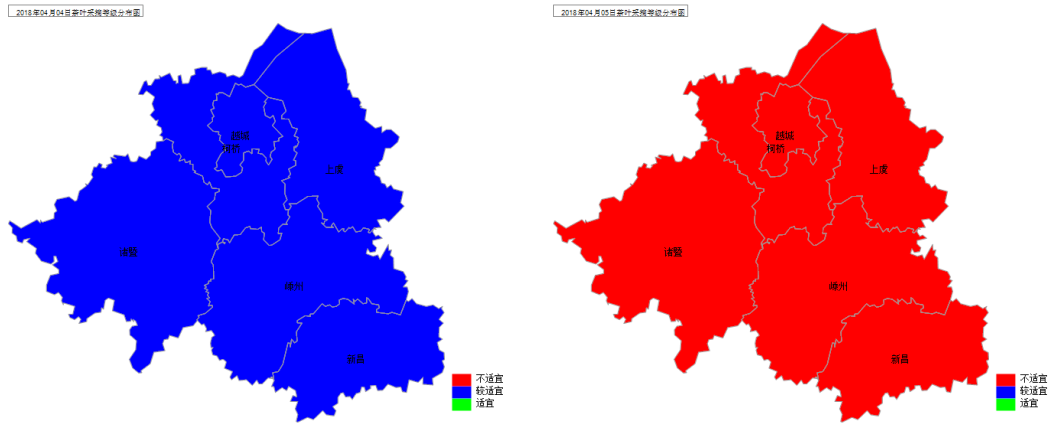 2018年04月04日茶叶采摘等级分布图
越城
柯桥
上虞
诸暨
嵊州
新昌
不适宜
较适宜
适宜
2018年04月05日茶叶采摘等级分布图
越城
柯桥
上虞
诸暨
嵊州
新昌
不适宜
较适宜
适宜